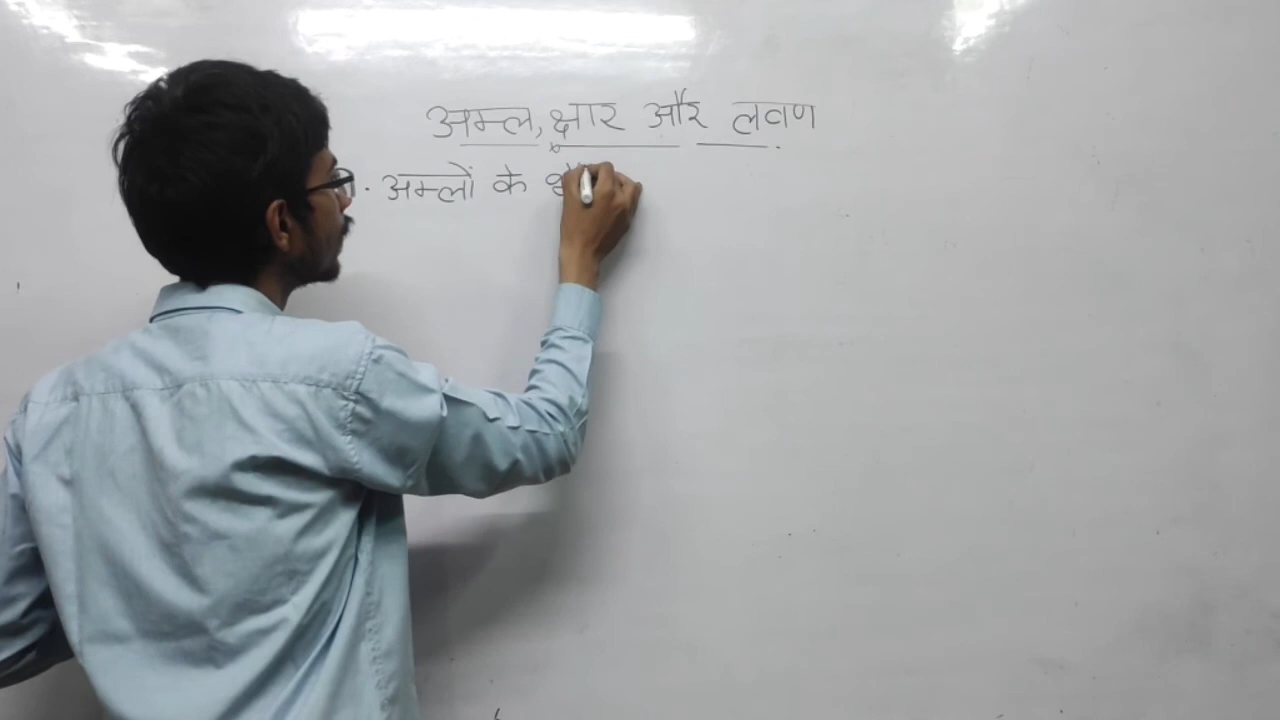 अम्ल, क्षार और लवण
अम्लों के